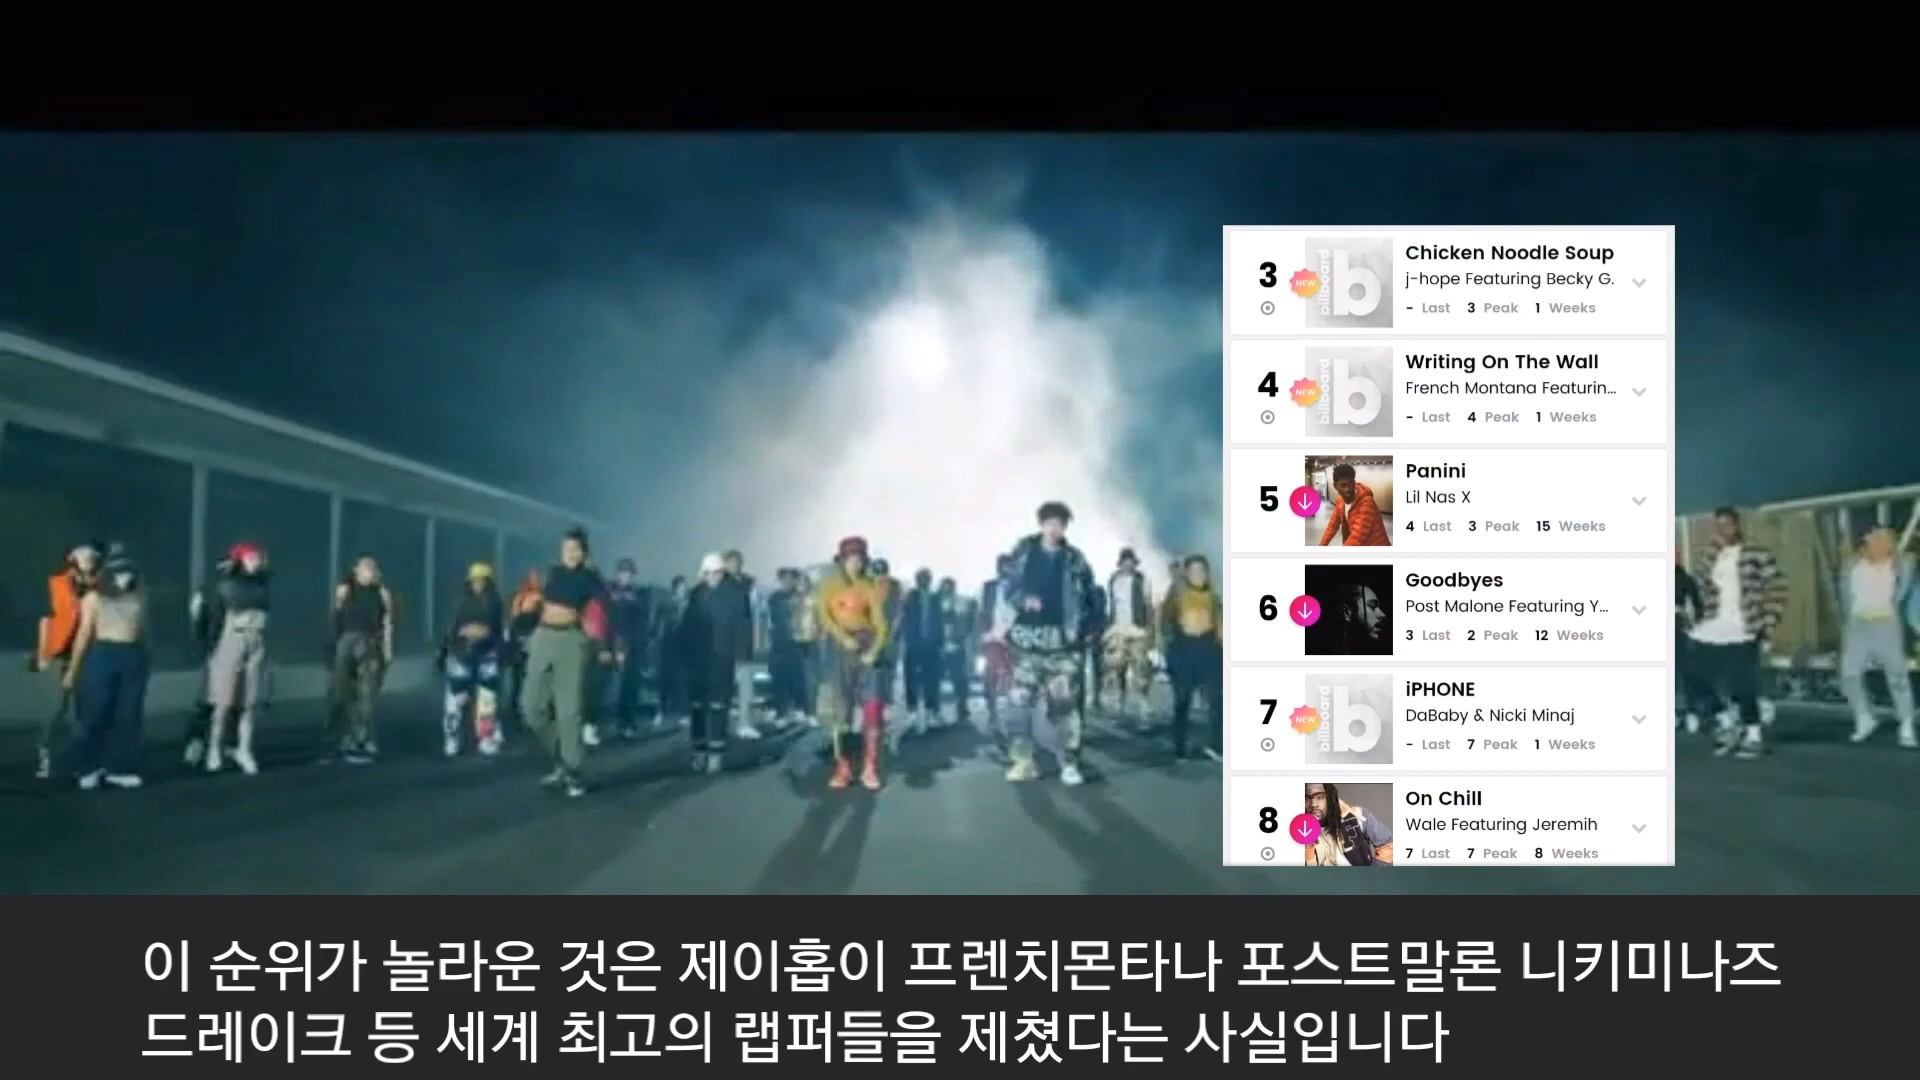 3
NEW
billboard
b
Chicken Noodle Soup
j-hope Featuring Becky G.
- Last 3 Peak 1 Weeks
4
NEW
billboard
b
Writing On The Wall
French Montana Featurin...
- Last 4 Peak 1 Weeks
5
Panini
Lil Nas X
4 Last 3 Peak 15 Weeks
6
Goodbyes
Post Malone Featuring Y...
3 Last 2 Peak 12 Weeks
7
NEW
billboard
b
iPHONE
DaBaby & Nicki Minaj
- Last 7 Peak 1 Weeks
8
On Chill
Wale Featuring Jeremih
7 Last 7 Peak 8 Weeks
이 순위가 놀라운 것은 제이홉이 프렌치몬타나 포스트말론 니키미나즈
드레이크 등 세계 최고의 랩퍼들을 제쳤다는 사실입니다